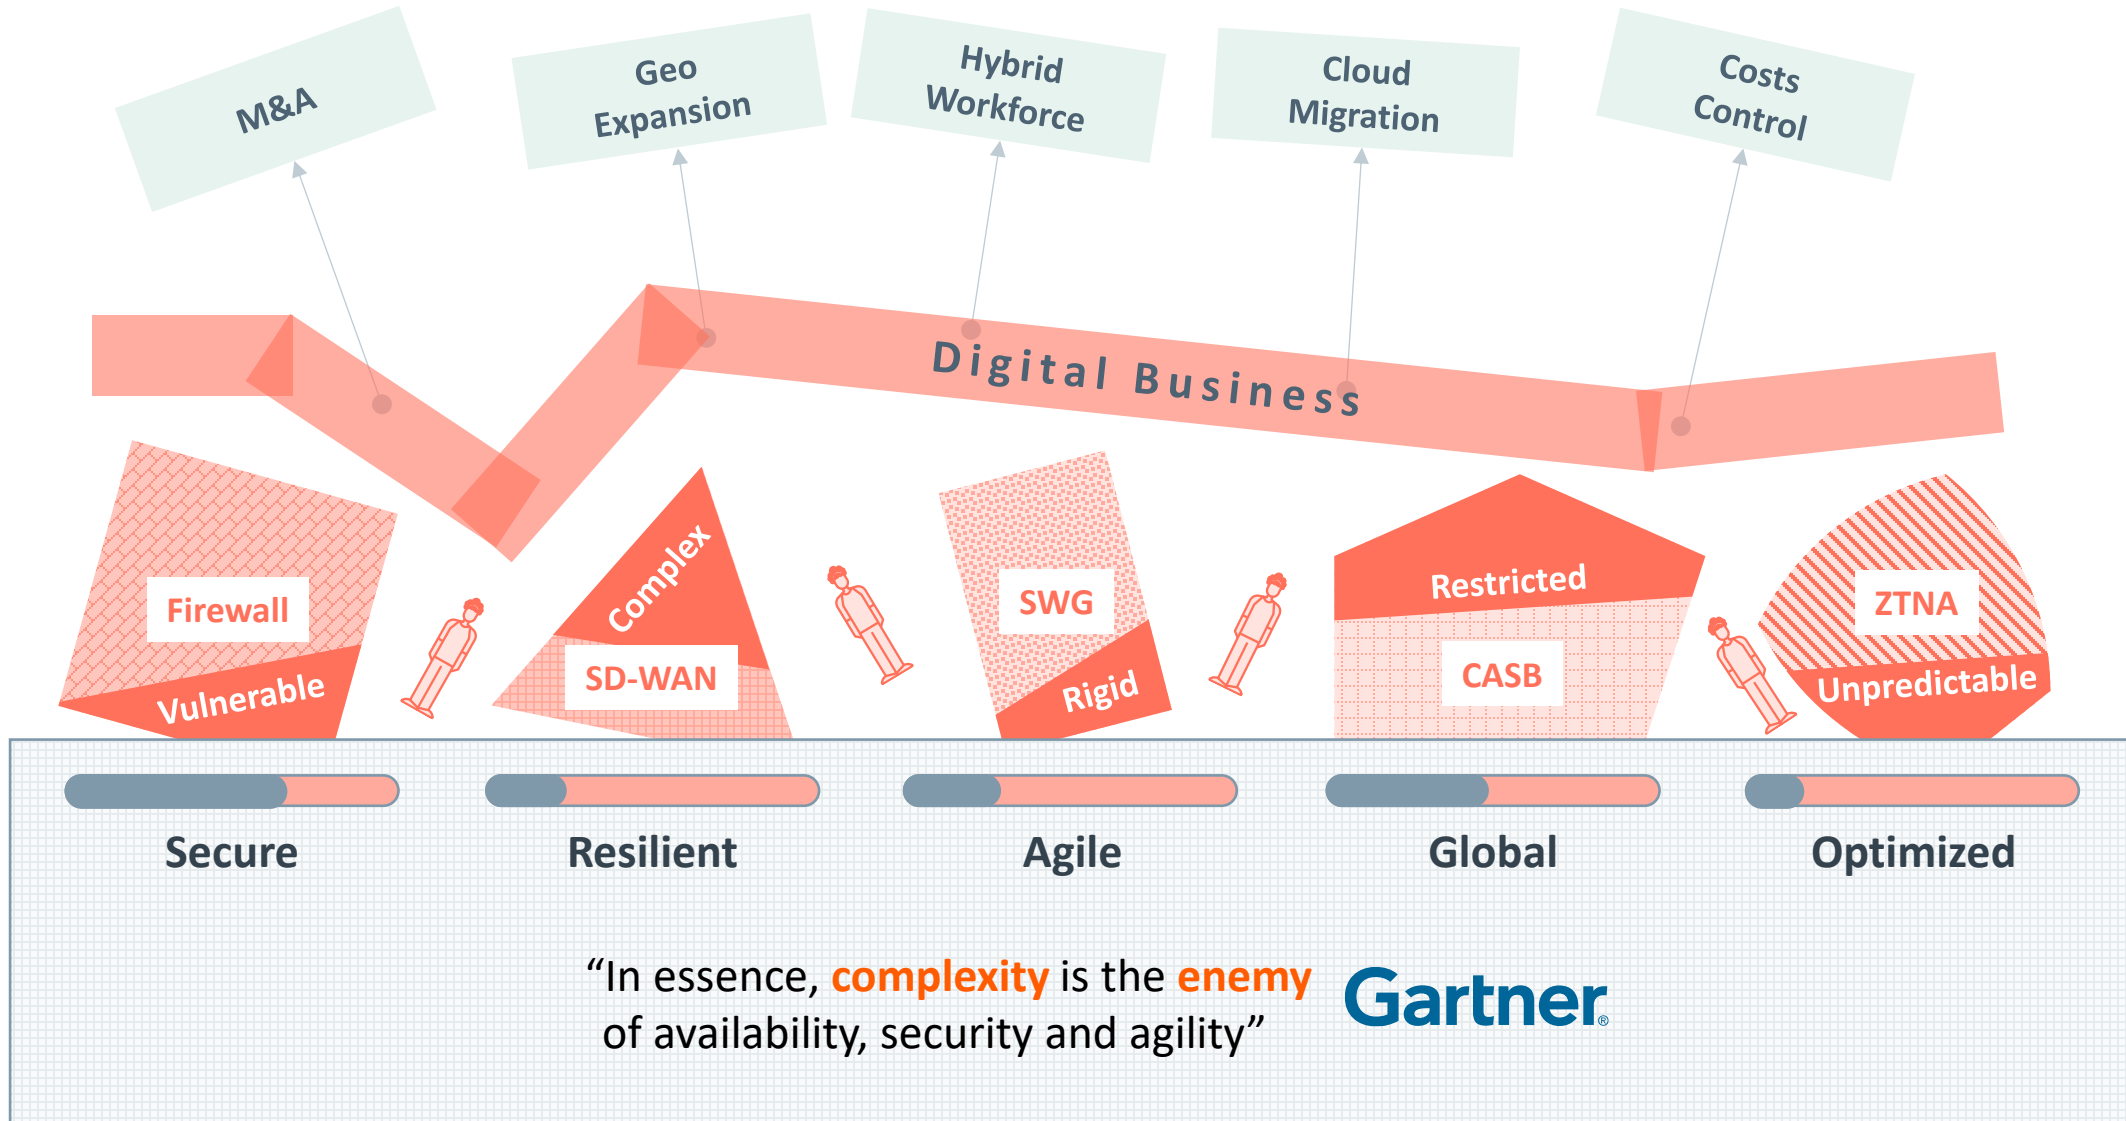 M&A
Geo
Expansion
Hybrid
Workforce
Cloud
Migration
Costs
Control
Digital Business
Firewall
Vulnerable
Complex
SD-WAN
SWG
Rigid
Restricted
CASB
ZTNA
Unpredictable
Secure
Resilient
Agile
Global
Optimized
“In essence, complexity is the enemy
of availability, security and agility”
Gartner®